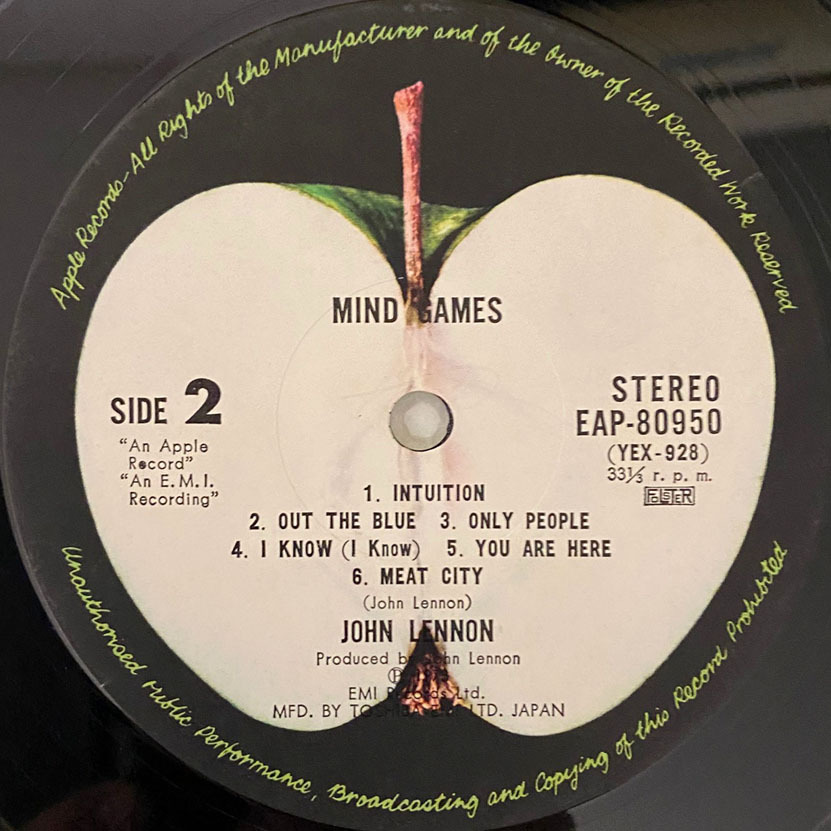 Apple Records-All Rights of the Manufacturer and of the Owner of the Recorded Work Reserved
MIND GAMES
SIDE 2
"An Apple
Record"
"An E.M.I.
Recording"
STEREO
EAP-80950
(YEX-928)
33⅓ r. p. m.
1. INTUITION
2. OUT THE BLUE 3. ONLY PEOPLE
4. I KNOW (I Know) 5. YOU ARE HERE
6. MEAT CITY
(John Lennon)
JOHN LENNON
Produced by John Lennon
℗
EMI Records Ltd.
MFD. BY TOSHIBA EMI LTD. JAPAN
Unauthorised Public Performance, Broadcasting and Copying of this Record Prohibited